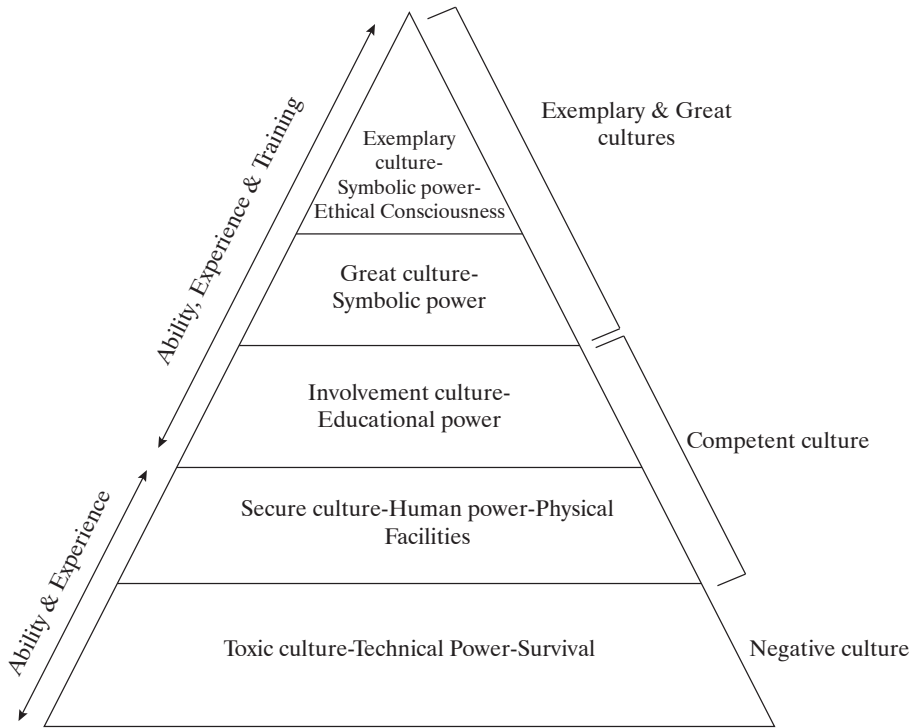 Exemplary
culture-
Symbolic power-
Ethical Consciousness
Great culture-
Symbolic power
Involvement culture-
Educational power
Secure culture-Human power-Physical
Facilities
Toxic culture-Technical Power-Survival
Ability, Experience & Training
Ability & Experience
Exemplary & Great
cultures
Competent culture
Negative culture